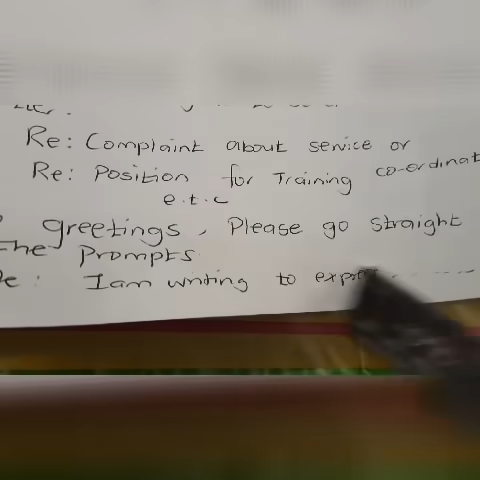 Re: Complaint about service or
Re: Position for Training co-ordinat
e.t.c
greetings, Please go straight
The Prompts
I am writing to